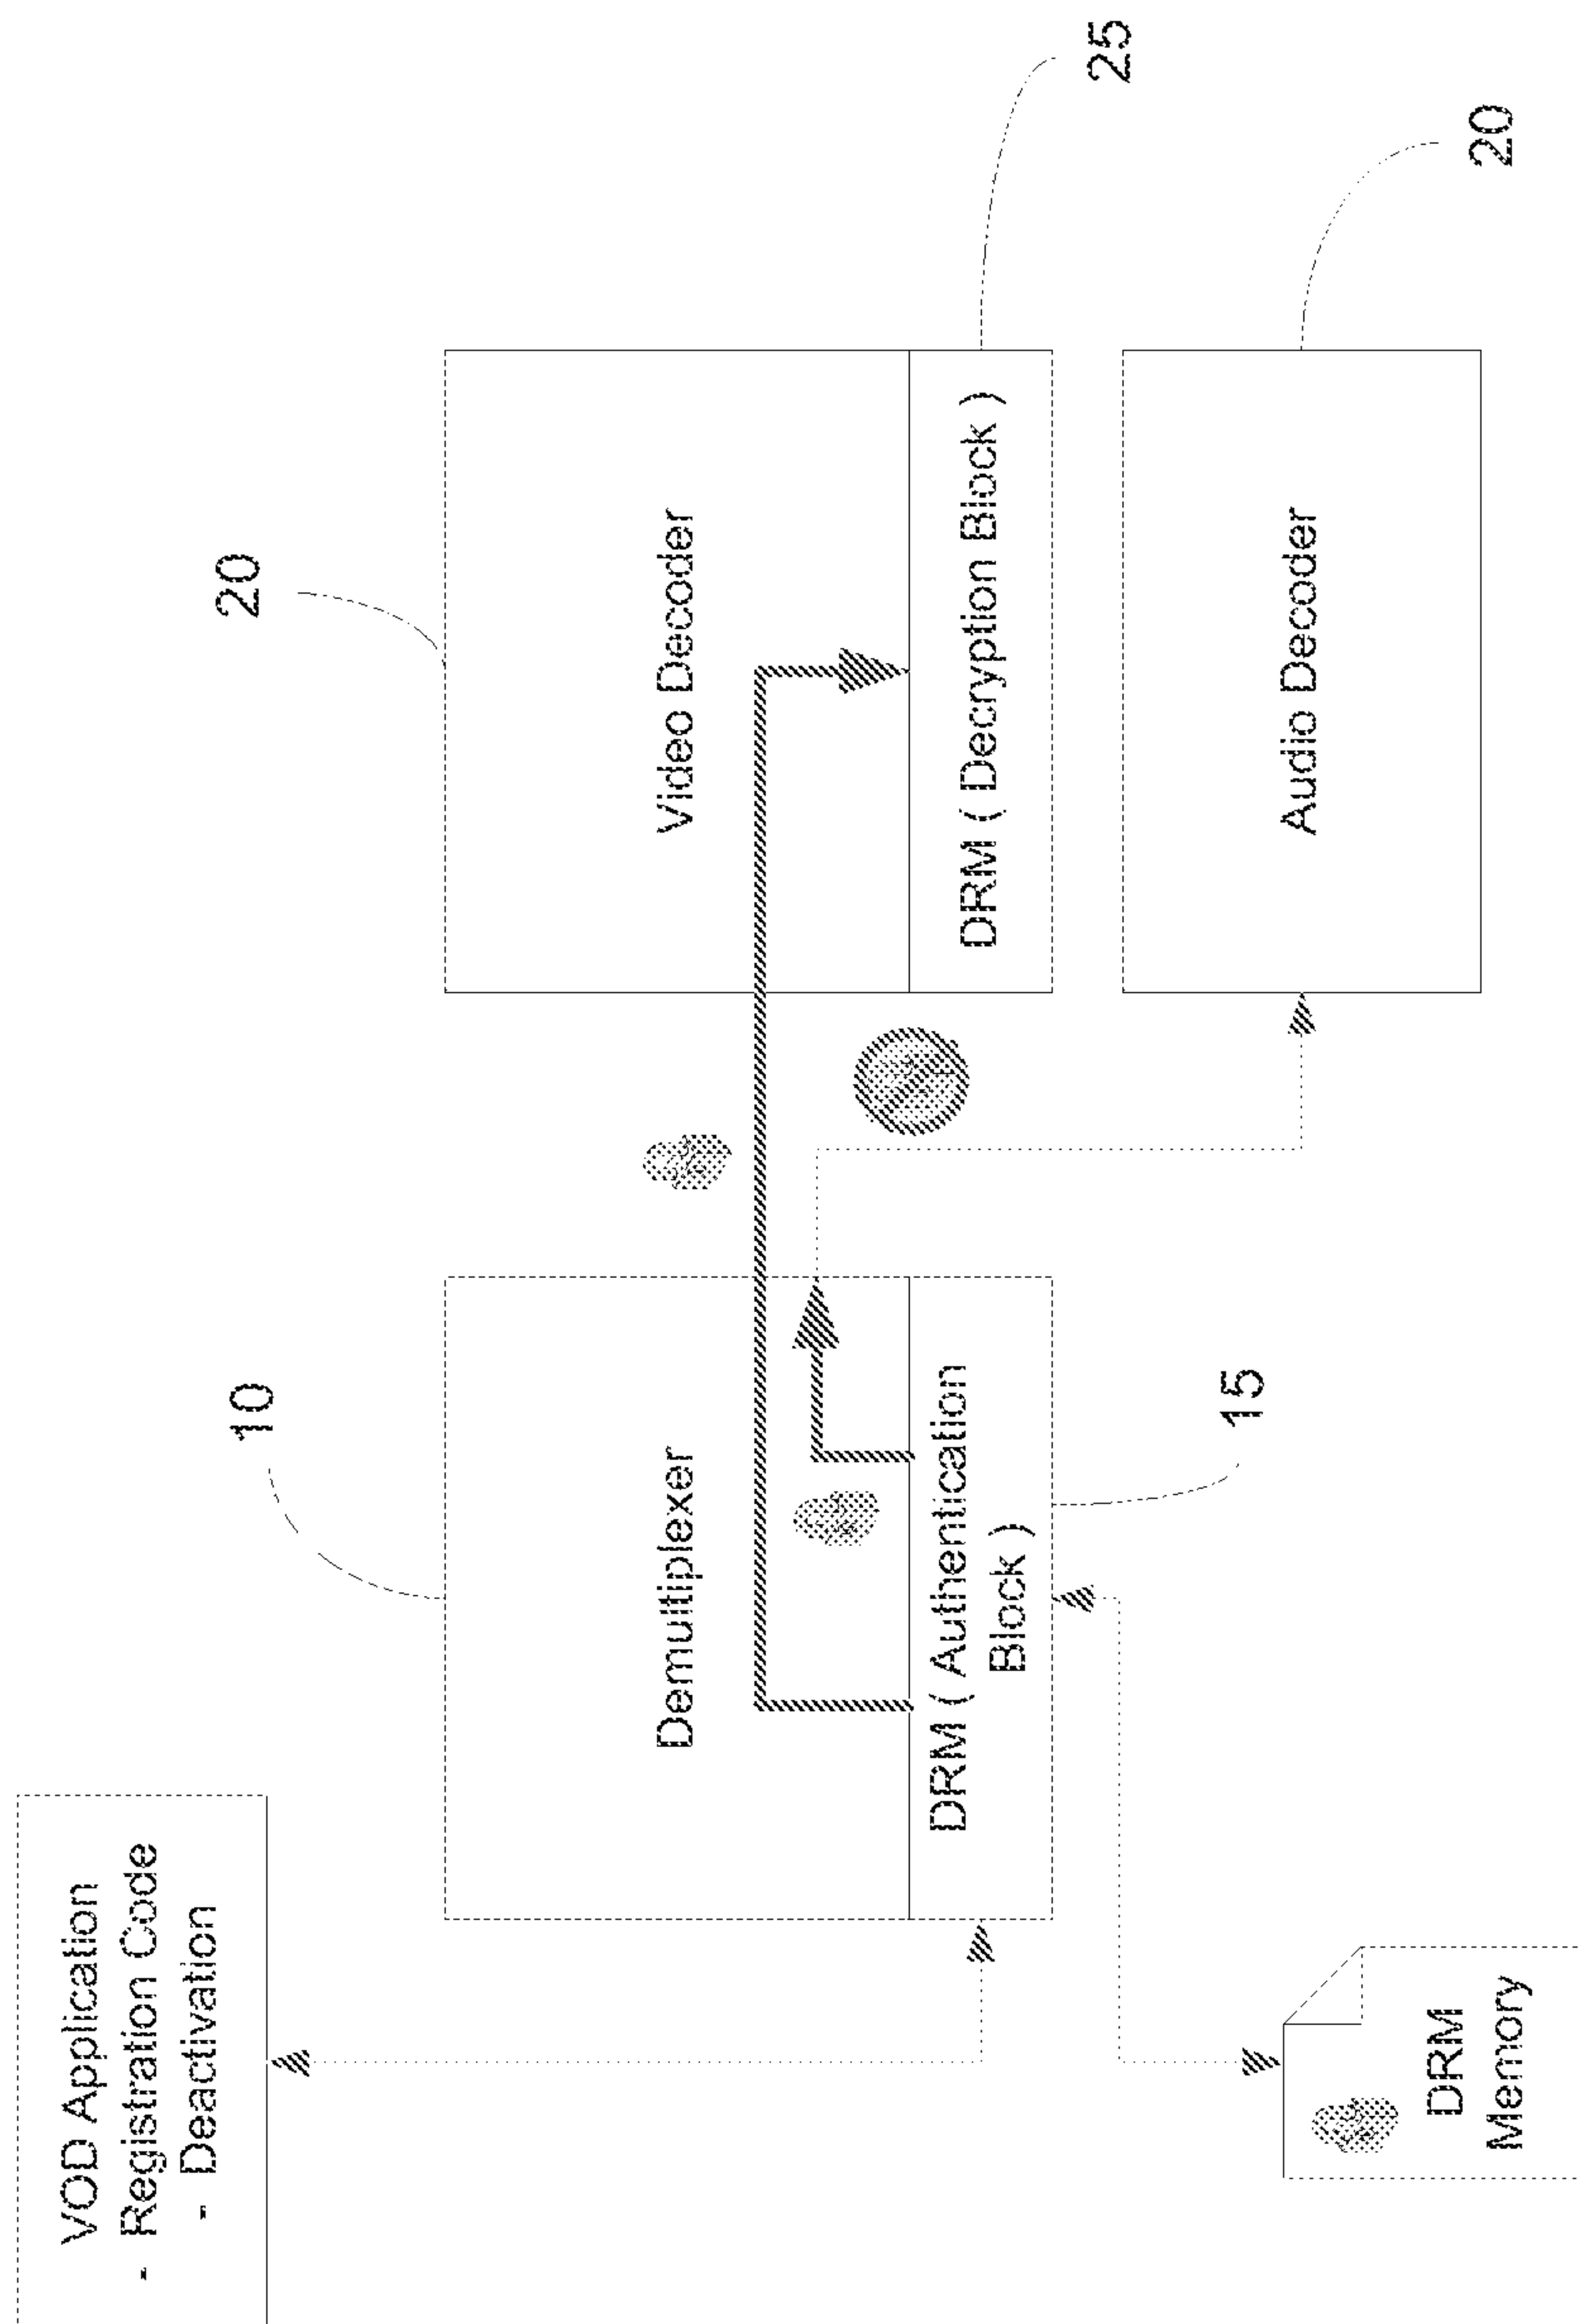 VOD Application
- Registration Code
- Deactivation
10
Demultiplexer
DRM ( Authentication
Block )
15
DRM
Memory
20
Video Decoder
DRM ( Decryption Block )
25
Audio Decoder
20